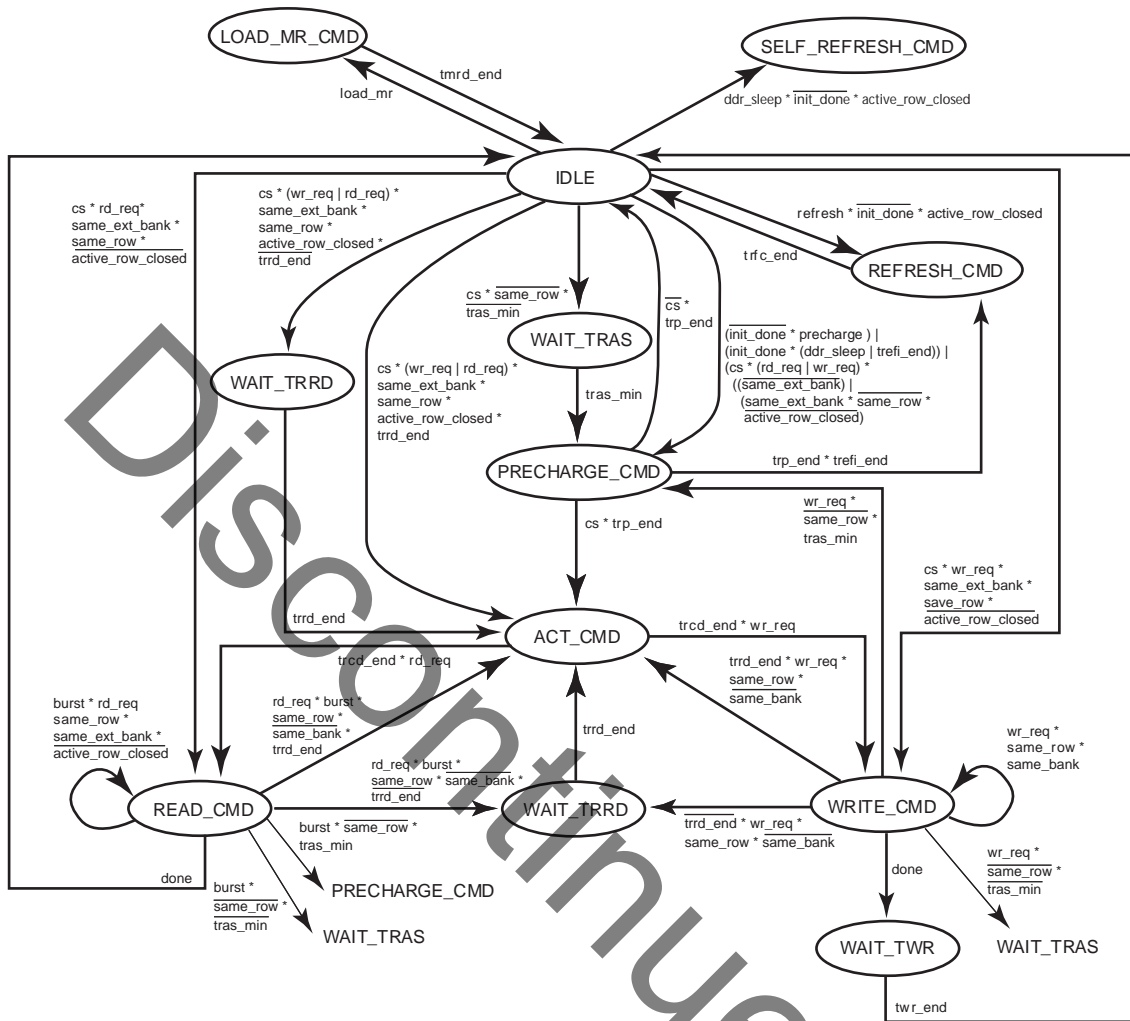 LOAD_MR_CMD
SELF_REFRESH_CMD
tmrd_end
load_mr
ddr_sleep * init_done * active_row_closed
IDLE
cs * rd_req*
same_ext_bank *
same_row *
active_row_closed
cs * (wr_req | rd_req) *
same_ext_bank *
same_row *
active_row_closed *
trrd_end
refresh * init_done * active_row_closed
trfc_end
REFRESH_CMD
cs * same_row *
tras_min
cs *
trp_end
WAIT_TRAS
(init_done * precharge ) |
(init_done * (ddr_sleep | trefi_end)) |
(cs * (rd_req | wr_req) *
((same_ext_bank) |
(same_ext_bank * same_row *
active_row_closed)
WAIT_TRRD
cs * (wr_req | rd_req) *
same_ext_bank *
same_row *
active_row_closed *
trrd_end
tras_min
PRECHARGE_CMD
trp_end * trefi_end
wr_req *
same_row *
tras_min
cs * trp_end
cs * wr_req *
same_ext_bank *
save_row *
active_row_closed
trrd_end
ACT_CMD
trcd_end * wr_req
trcd_end * rd_req
trrd_end * wr_req *
same_row *
same_bank
burst * rd_req
same_row *
same_ext_bank *
active_row_closed
rd_req * burst *
same_row *
same_bank *
trrd_end
trrd_end
wr_req *
same_row *
same_bank
rd_req * burst *
same_row * same_bank *
trrd_end
READ_CMD
WAIT_TRRD
WRITE_CMD
burst * same_row *
tras_min
trrd_end * wr_req *
same_row * same_bank
done
PRECHARGE_CMD
burst *
same_row *
tras_min
WAIT_TRAS
done
wr_req *
same_row *
tras_min
WAIT_TWR
WAIT_TRAS
twr_end
Discontinue